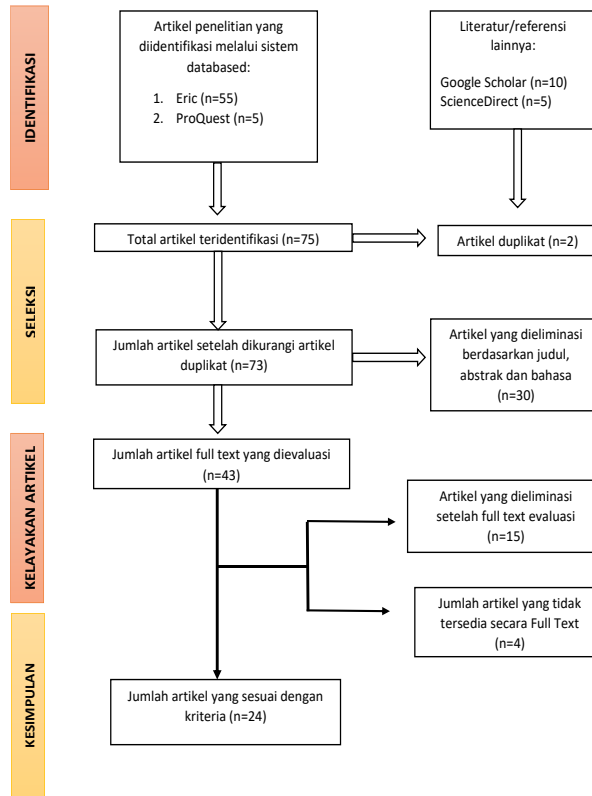 IDENTIFIKASI
Artikel penelitian yang
diidentifikasi melalui sistem
databased:
1. Eric (n=55)
2. ProQuest (n=5)
Literatur/referensi
lainnya:
Google Scholar (n=10)
ScienceDirect (n=5)
SELEKSI
Total artikel teridentifikasi (n=75)
Artikel duplikat (n=2)
Jumlah artikel setelah dikurangi artikel
duplikat (n=73)
Artikel yang dieliminasi
berdasarkan judul,
abstrak dan bahasa
(n=30)
KELAYAKAN ARTIKEL
Jumlah artikel full text yang dievaluasi
(n=43)
Artikel yang dieliminasi
setelah full text evaluasi
(n=15)
Jumlah artikel yang tidak
tersedia secara Full Text
(n=4)
KESIMPULAN
Jumlah artikel yang sesuai dengan
kriteria (n=24)